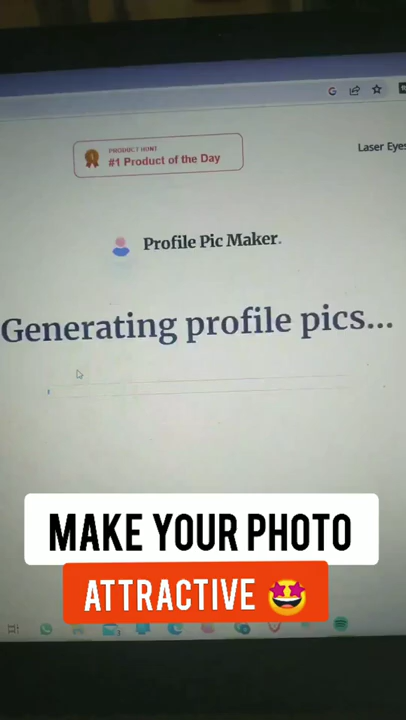 PRODUCT HUNT
#1 Product of the Day
Laser Eyes
Profile Pic Maker.
Generating profile pics...
MAKE YOUR PHOTO
ATTRACTIVE 🤩